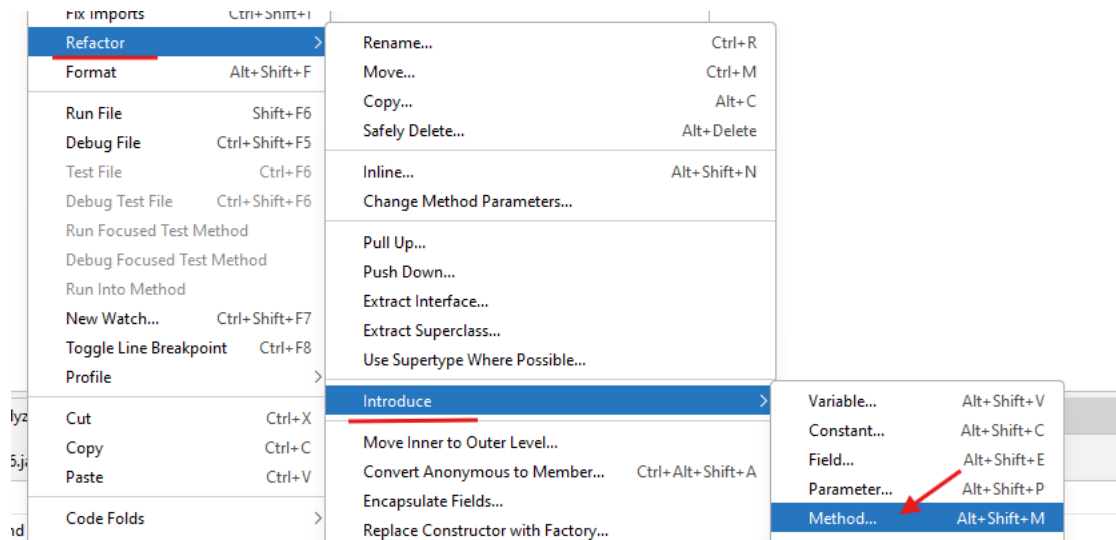 Fix Imports Ctrl+Shift+I
Refactor
Format Alt+Shift+F
Run File Shift+F6
Debug File Ctrl+Shift+F5
Test File Ctrl+F6
Debug Test File Ctrl+Shift+F6
Run Focused Test Method
Debug Focused Test Method
Run Into Method
New Watch... Ctrl+Shift+F7
Toggle Line Breakpoint Ctrl+F8
Profile
Cut Ctrl+X
Copy Ctrl+C
Paste Ctrl+V
Code Folds
Rename... Ctrl+R
Move... Ctrl+M
Copy... Alt+C
Safely Delete... Alt+Delete
Inline... Alt+Shift+N
Change Method Parameters...
Pull Up...
Push Down...
Extract Interface...
Extract Superclass...
Use Supertype Where Possible...
Introduce
Move Inner to Outer Level...
Convert Anonymous to Member... Ctrl+Alt+Shift+A
Encapsulate Fields...
Replace Constructor with Factory...
Variable... Alt+Shift+V
Constant... Alt+Shift+C
Field... Alt+Shift+E
Parameter... Alt+Shift+P
Method... Alt+Shift+M